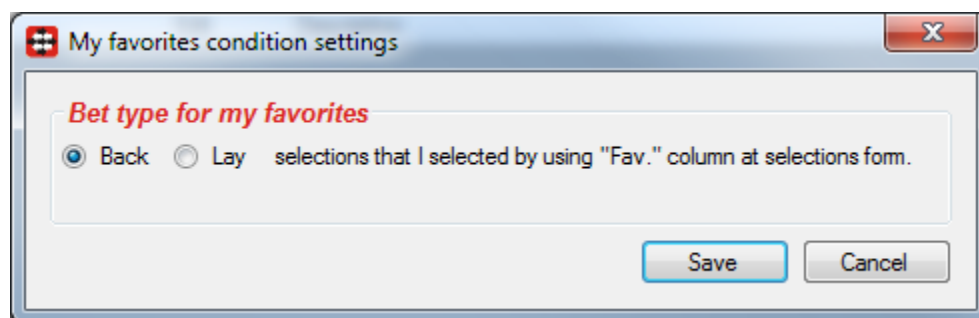 My favorites condition settings
Bet type for my favorites
Back Lay selections that I selected by using "Fav." column at selections form.
Save Cancel